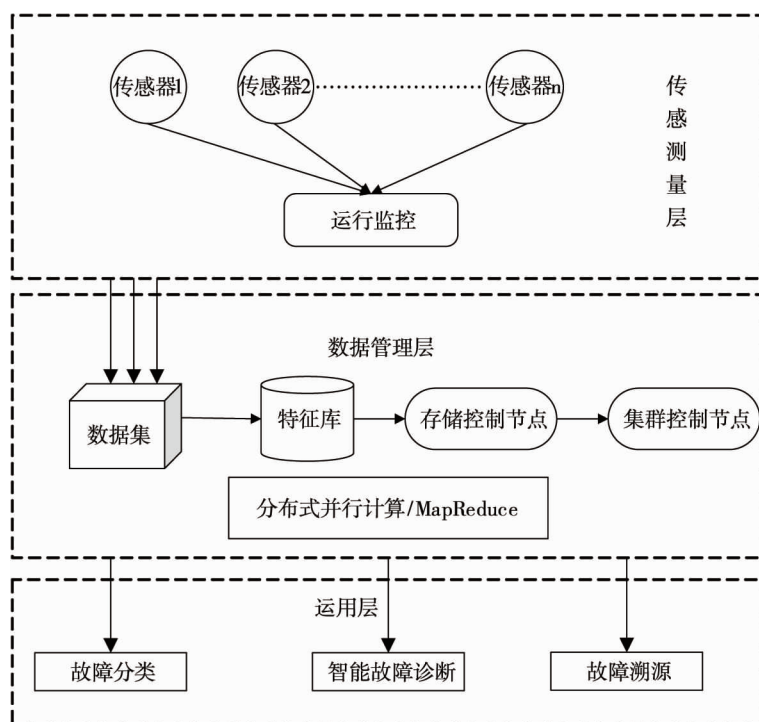 传感器1
传感器2
传感器n
传感测量层
运行监控
数据管理层
数据集
特征库
存储控制节点
集群控制节点
分布式并行计算/MapReduce
运用层
故障分类
智能故障诊断
故障溯源